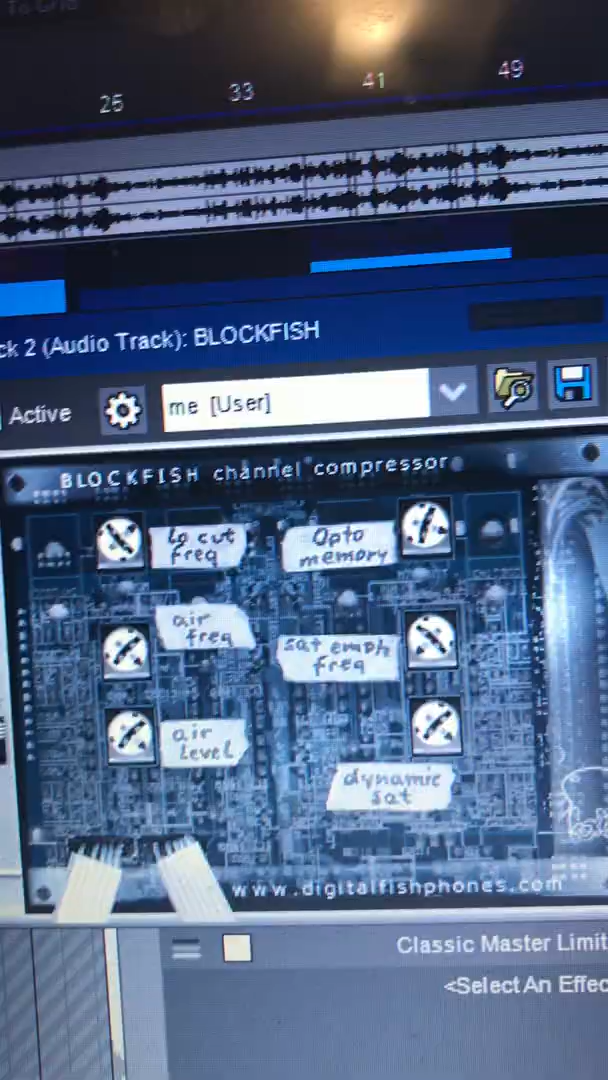 To Grid
25 33 41 49
ck 2 (Audio Track): BLOCKFISH
Active
me [User]
BLOCKFISH channel compressor
lo cut
freq
Opto
memory
air
freq
sat emph
freq
air
level
dynamic
sat
www.digitalfishphones.com
Classic Master Limit
<Select An Effec